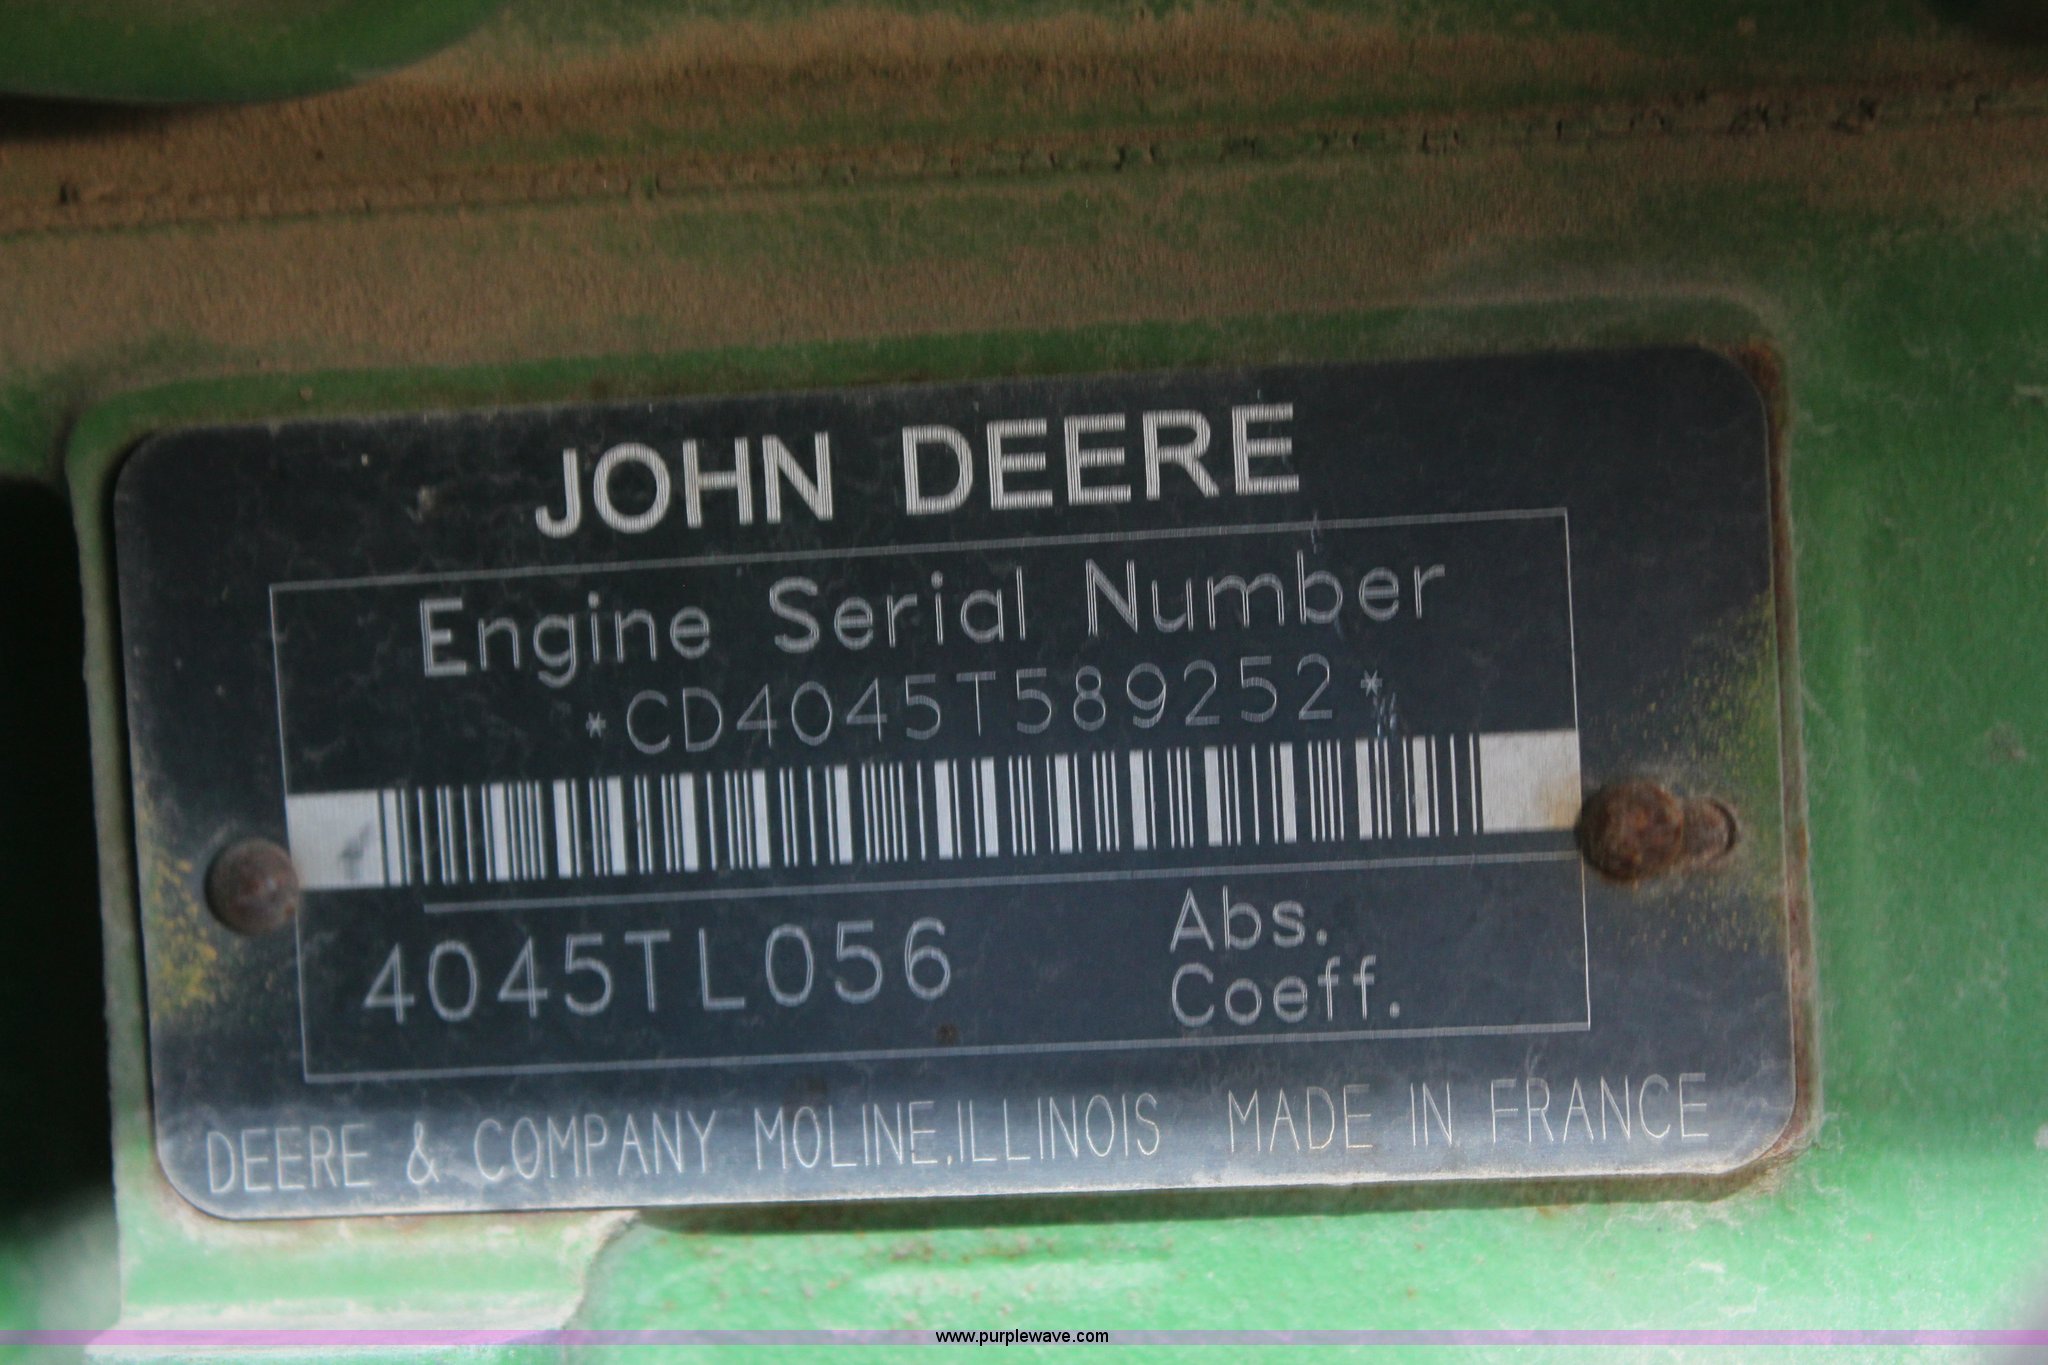 JOHN DEERE
Engine Serial Number
*CD4045T589252*
4045TL056
Abs.
Coeff.
DEERE & COMPANY MOLINE,ILLINOIS MADE IN FRANCE
www.purplewave.com